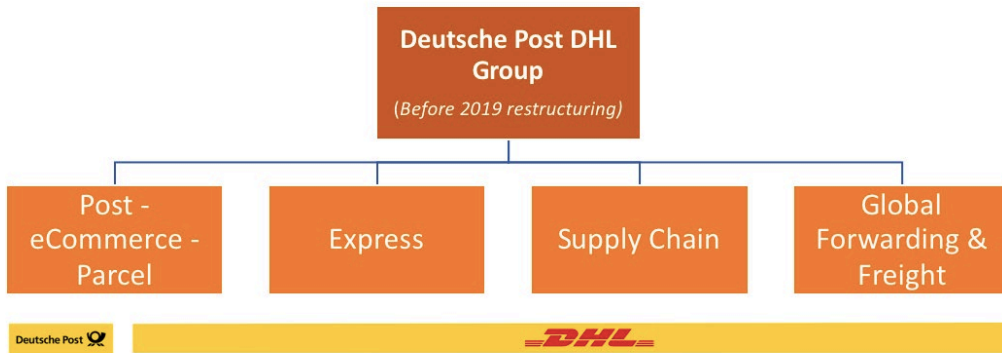 Deutsche Post DHL
Group
(Before 2019 restructuring)
Post -
eCommerce -
Parcel
Express
Supply Chain
Global
Forwarding &
Freight
Deutsche Post
DHL